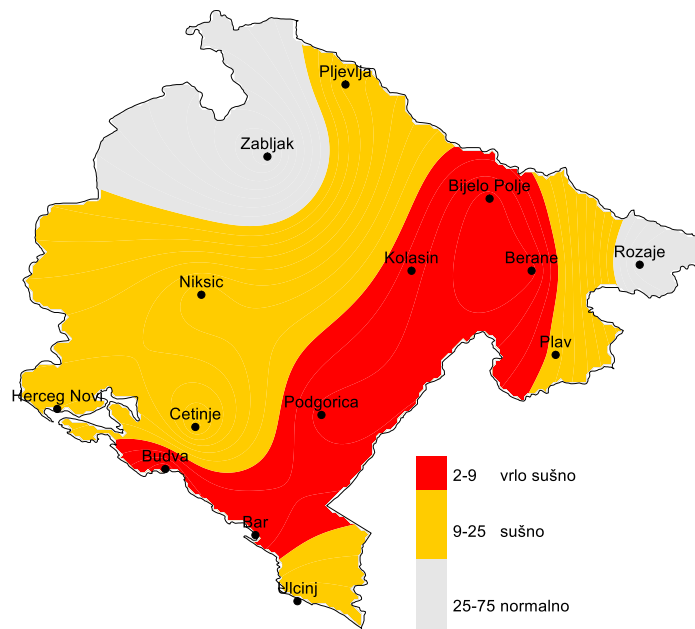 Pljevlja
Zabljak
Bijelo Polje
Kolasin
Berane
Rozaje
Niksic
Plav
Herceg Novi
Cetinje
Podgorica
Budva
Bar
Ulcinj
2-9 vrlo sušno
9-25 sušno
25-75 normalno